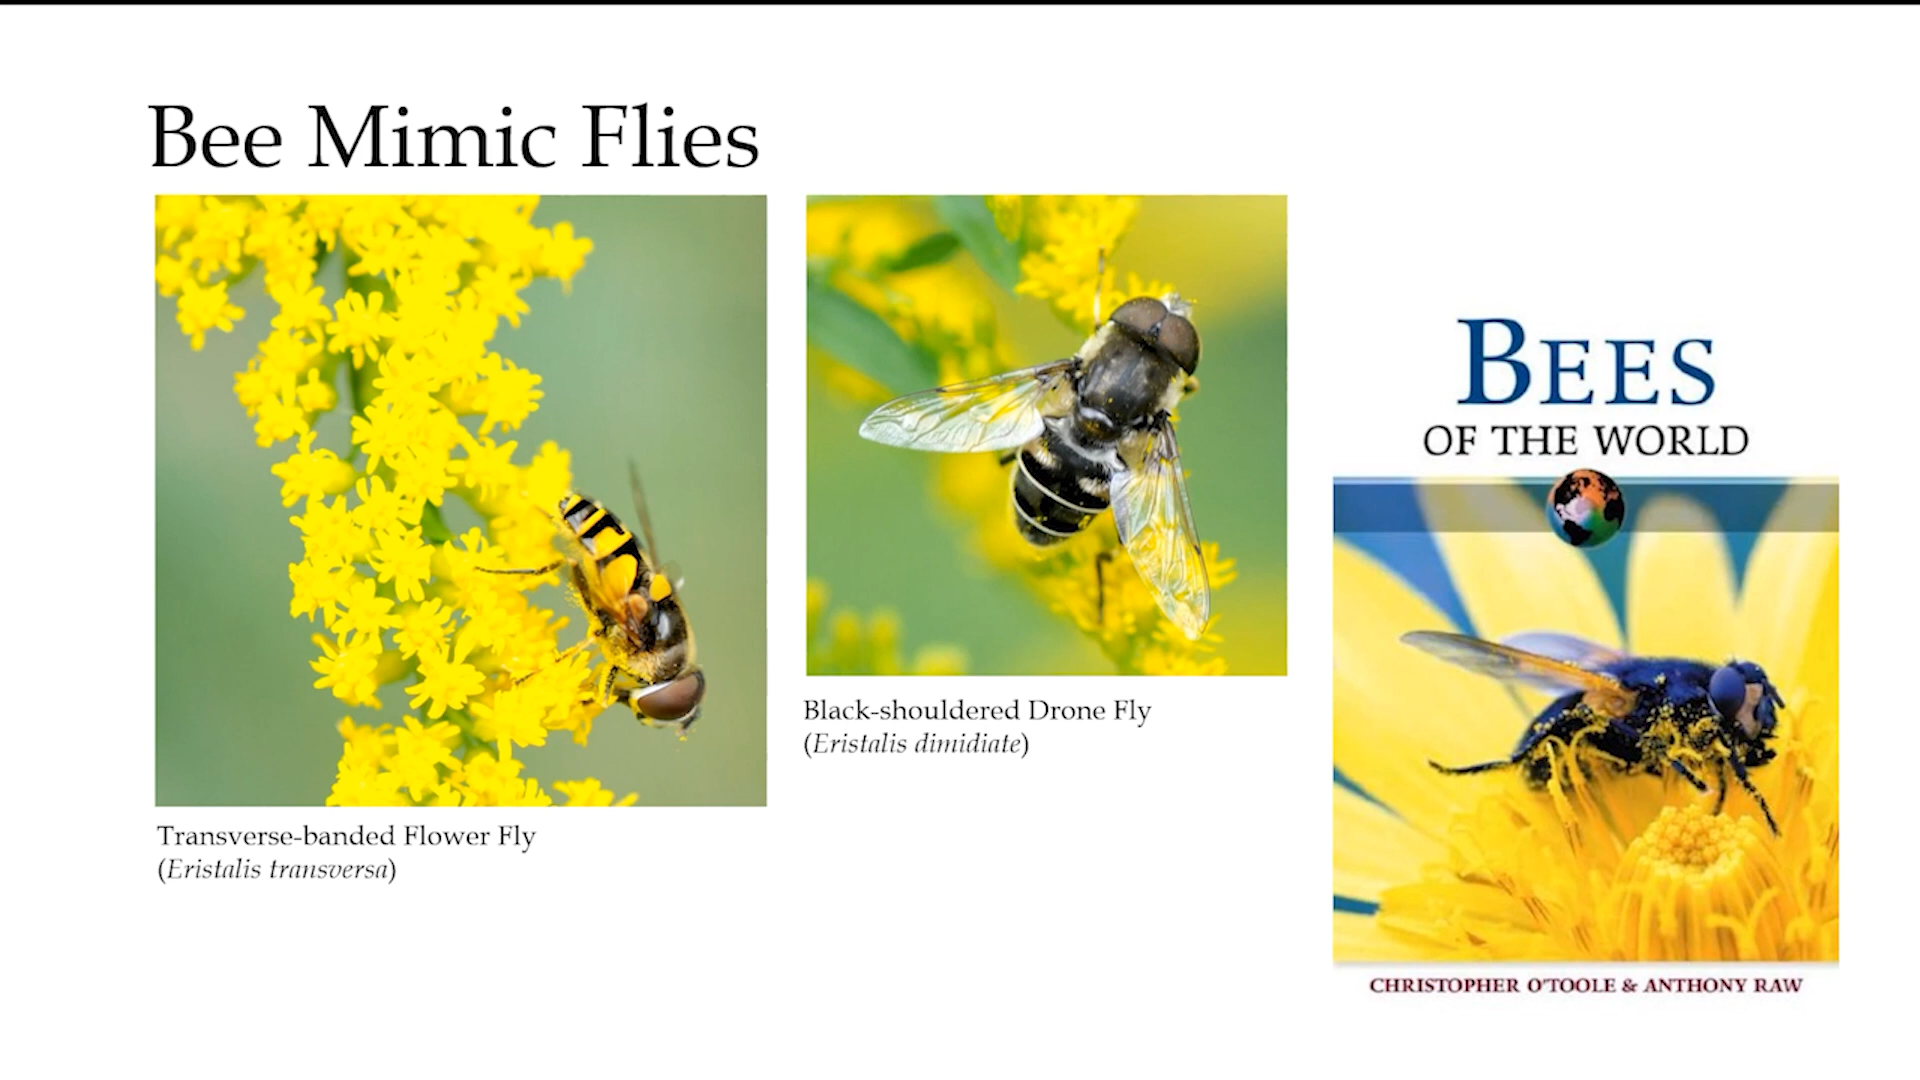 Bee Mimic Flies
Transverse-banded Flower Fly
(Eristalis transversa)
Black-shouldered Drone Fly
(Eristalis dimidiate)
BEES
OF THE WORLD
CHRISTOPHER O'TOOLE & ANTHONY RAW